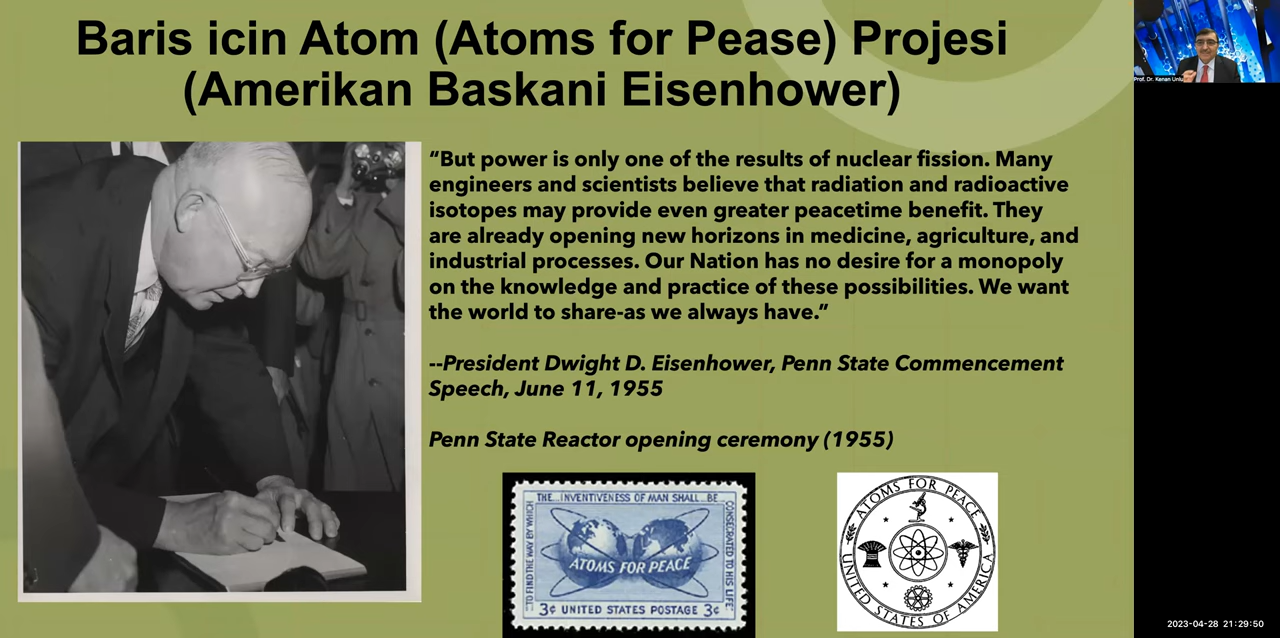 Baris icin Atom (Atoms for Pease) Projesi
(Amerikan Baskani Eisenhower)
“But power is only one of the results of nuclear fission. Many
engineers and scientists believe that radiation and radioactive
isotopes may provide even greater peacetime benefit. They
are already opening new horizons in medicine, agriculture, and
industrial processes. Our Nation has no desire for a monopoly
on the knowledge and practice of these possibilities. We want
the world to share-as we always have.”
--President Dwight D. Eisenhower, Penn State Commencement
Speech, June 11, 1955
Penn State Reactor opening ceremony (1955)
...TO FIND THE WAY BY WHICH
THE...INVENTIVENESS OF MAN SHALL...BE
CONSECRATED TO HIS LIFE.
ATOMS FOR PEACE
3¢ UNITED STATES POSTAGE 3¢
ATOMS FOR PEACE
UNITED STATES OF AMERICA
Prof. Dr. Kenan Unlu
2023-04-28 21:29:50